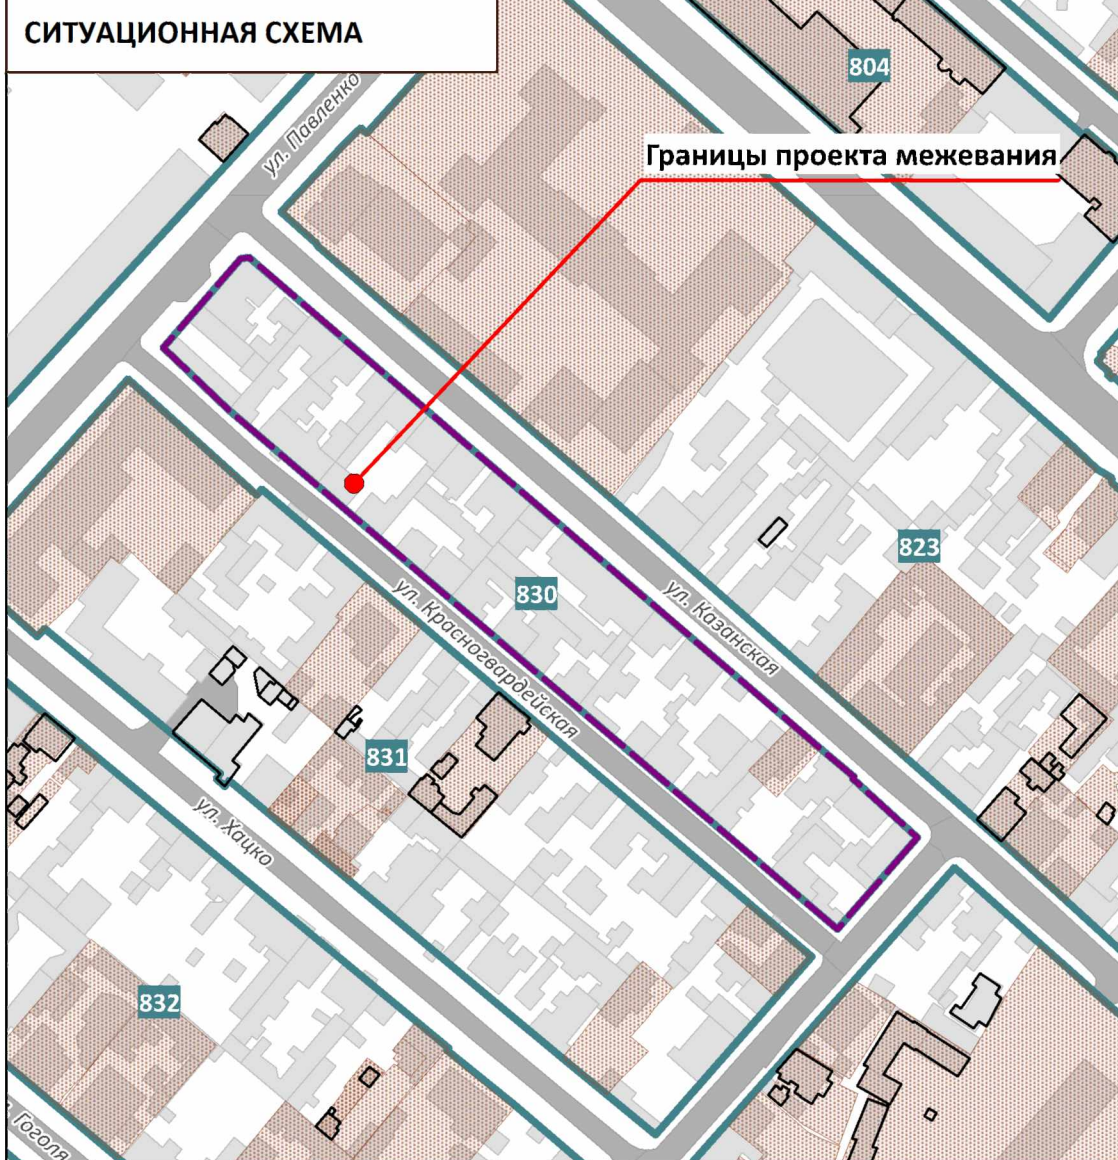 СИТУАЦИОННАЯ СХЕМА
804
ул. Павленко
Границы проекта межевания
823
830
ул. Казанская
ул. Красногвардейская
831
ул. Хацко
832
Гоголя